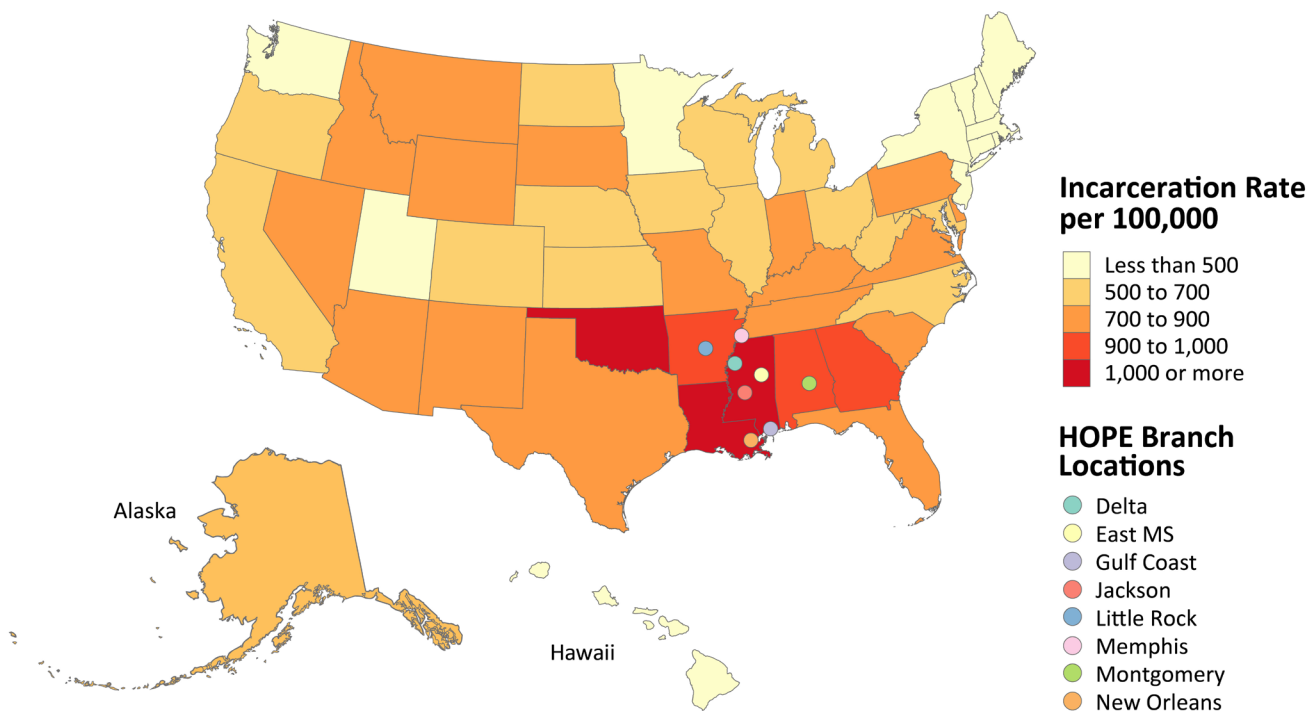 Incarceration Rate
per 100,000
Less than 500
500 to 700
700 to 900
900 to 1,000
1,000 or more
HOPE Branch
Locations
Delta
East MS
Gulf Coast
Jackson
Little Rock
Memphis
Montgomery
New Orleans
Alaska
Hawaii